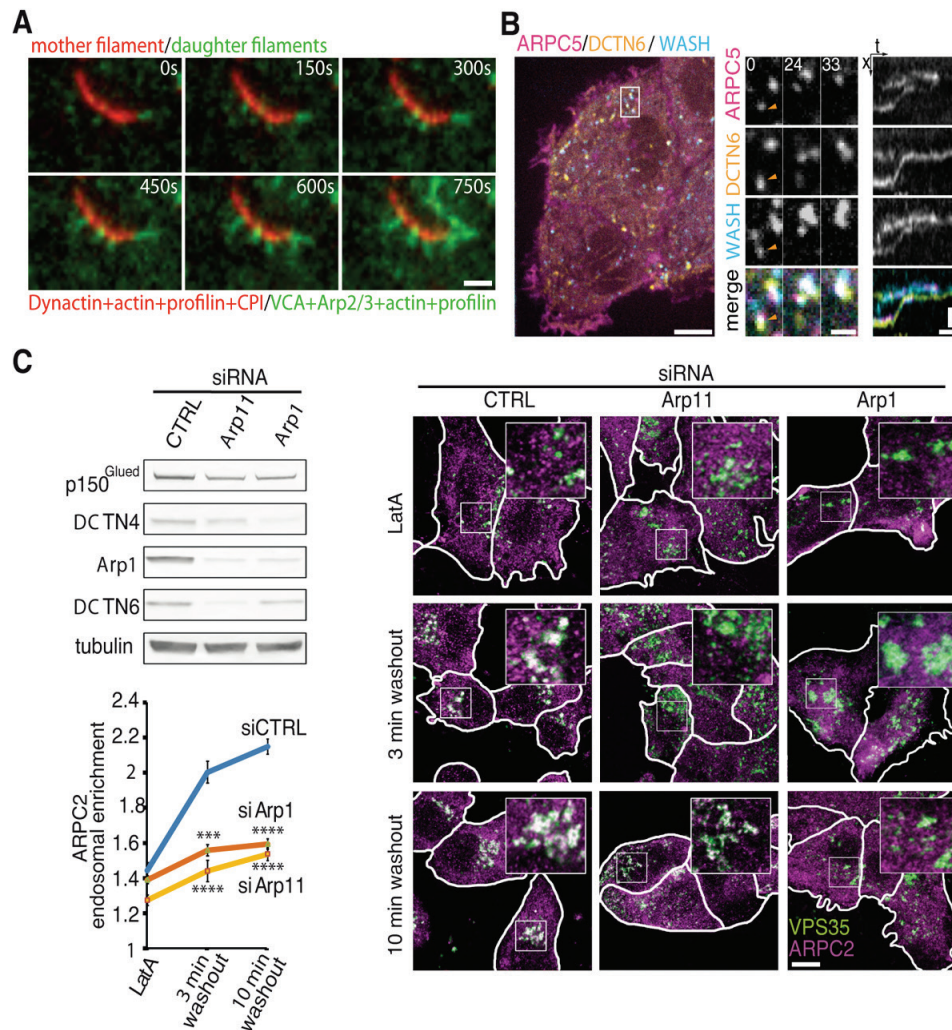 A
mother filament/daughter filaments
0s
150s
300s
450s
600s
750s
Dynactin+actin+profilin+CPI/VCA+Arp2/3+actin+profilin
B
ARPC5/DCTN6/ WASH
0
24
33
t
x
ARPC5
DCTN6
WASH
merge
C
siRNA
CTRL
Arp11
Arp1
p150Glued
DCTN4
Arp1
DCTN6
tubulin
ARPC2
endosomal enrichment
2.4
2.2
2
1.8
1.6
1.4
1.2
1
siCTRL
siArp1
siArp11
***
****
****
****
LatA
3 min
washout
10 min
washout
siRNA
CTRL
Arp11
Arp1
LatA
3 min washout
10 min washout
VPS35
ARPC2